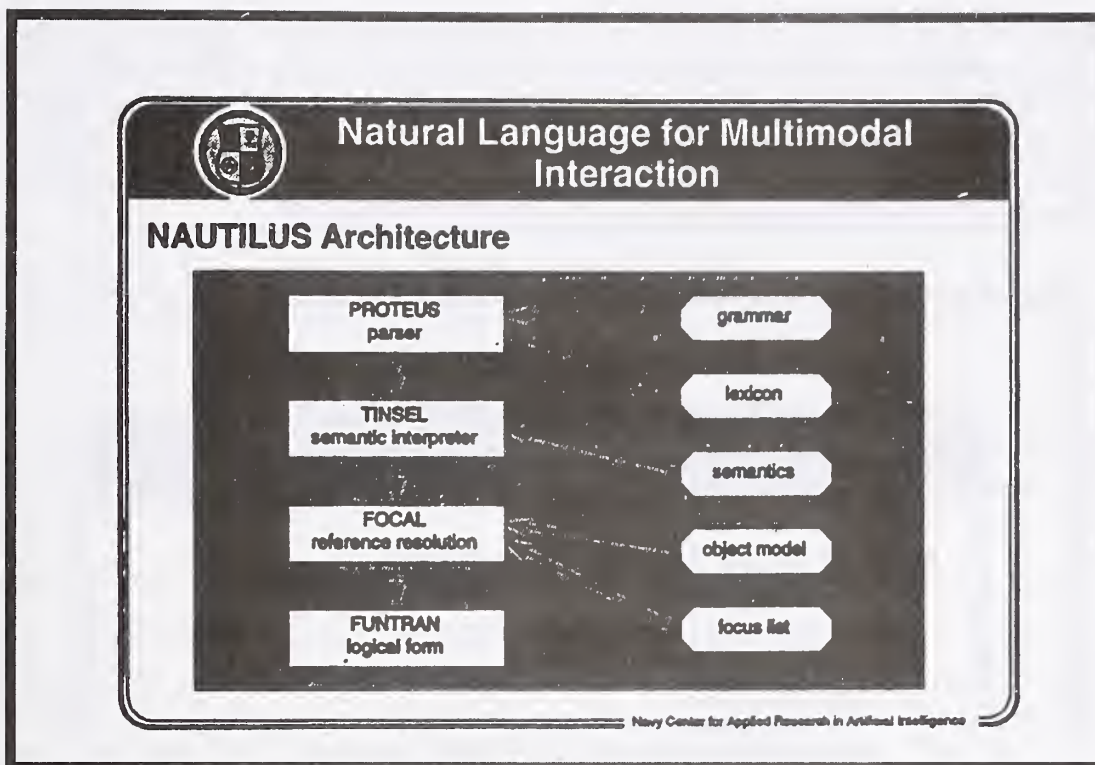 Natural Language for Multimodal
Interaction
NAUTILUS Architecture
PROTEUS
parser
grammar
lexicon
TINSEL
semantic interpreter
semantics
FOCAL
reference resolution
object model
FUNTRAN
logical form
focus list
Navy Center for Applied Research in Artificial Intelligence